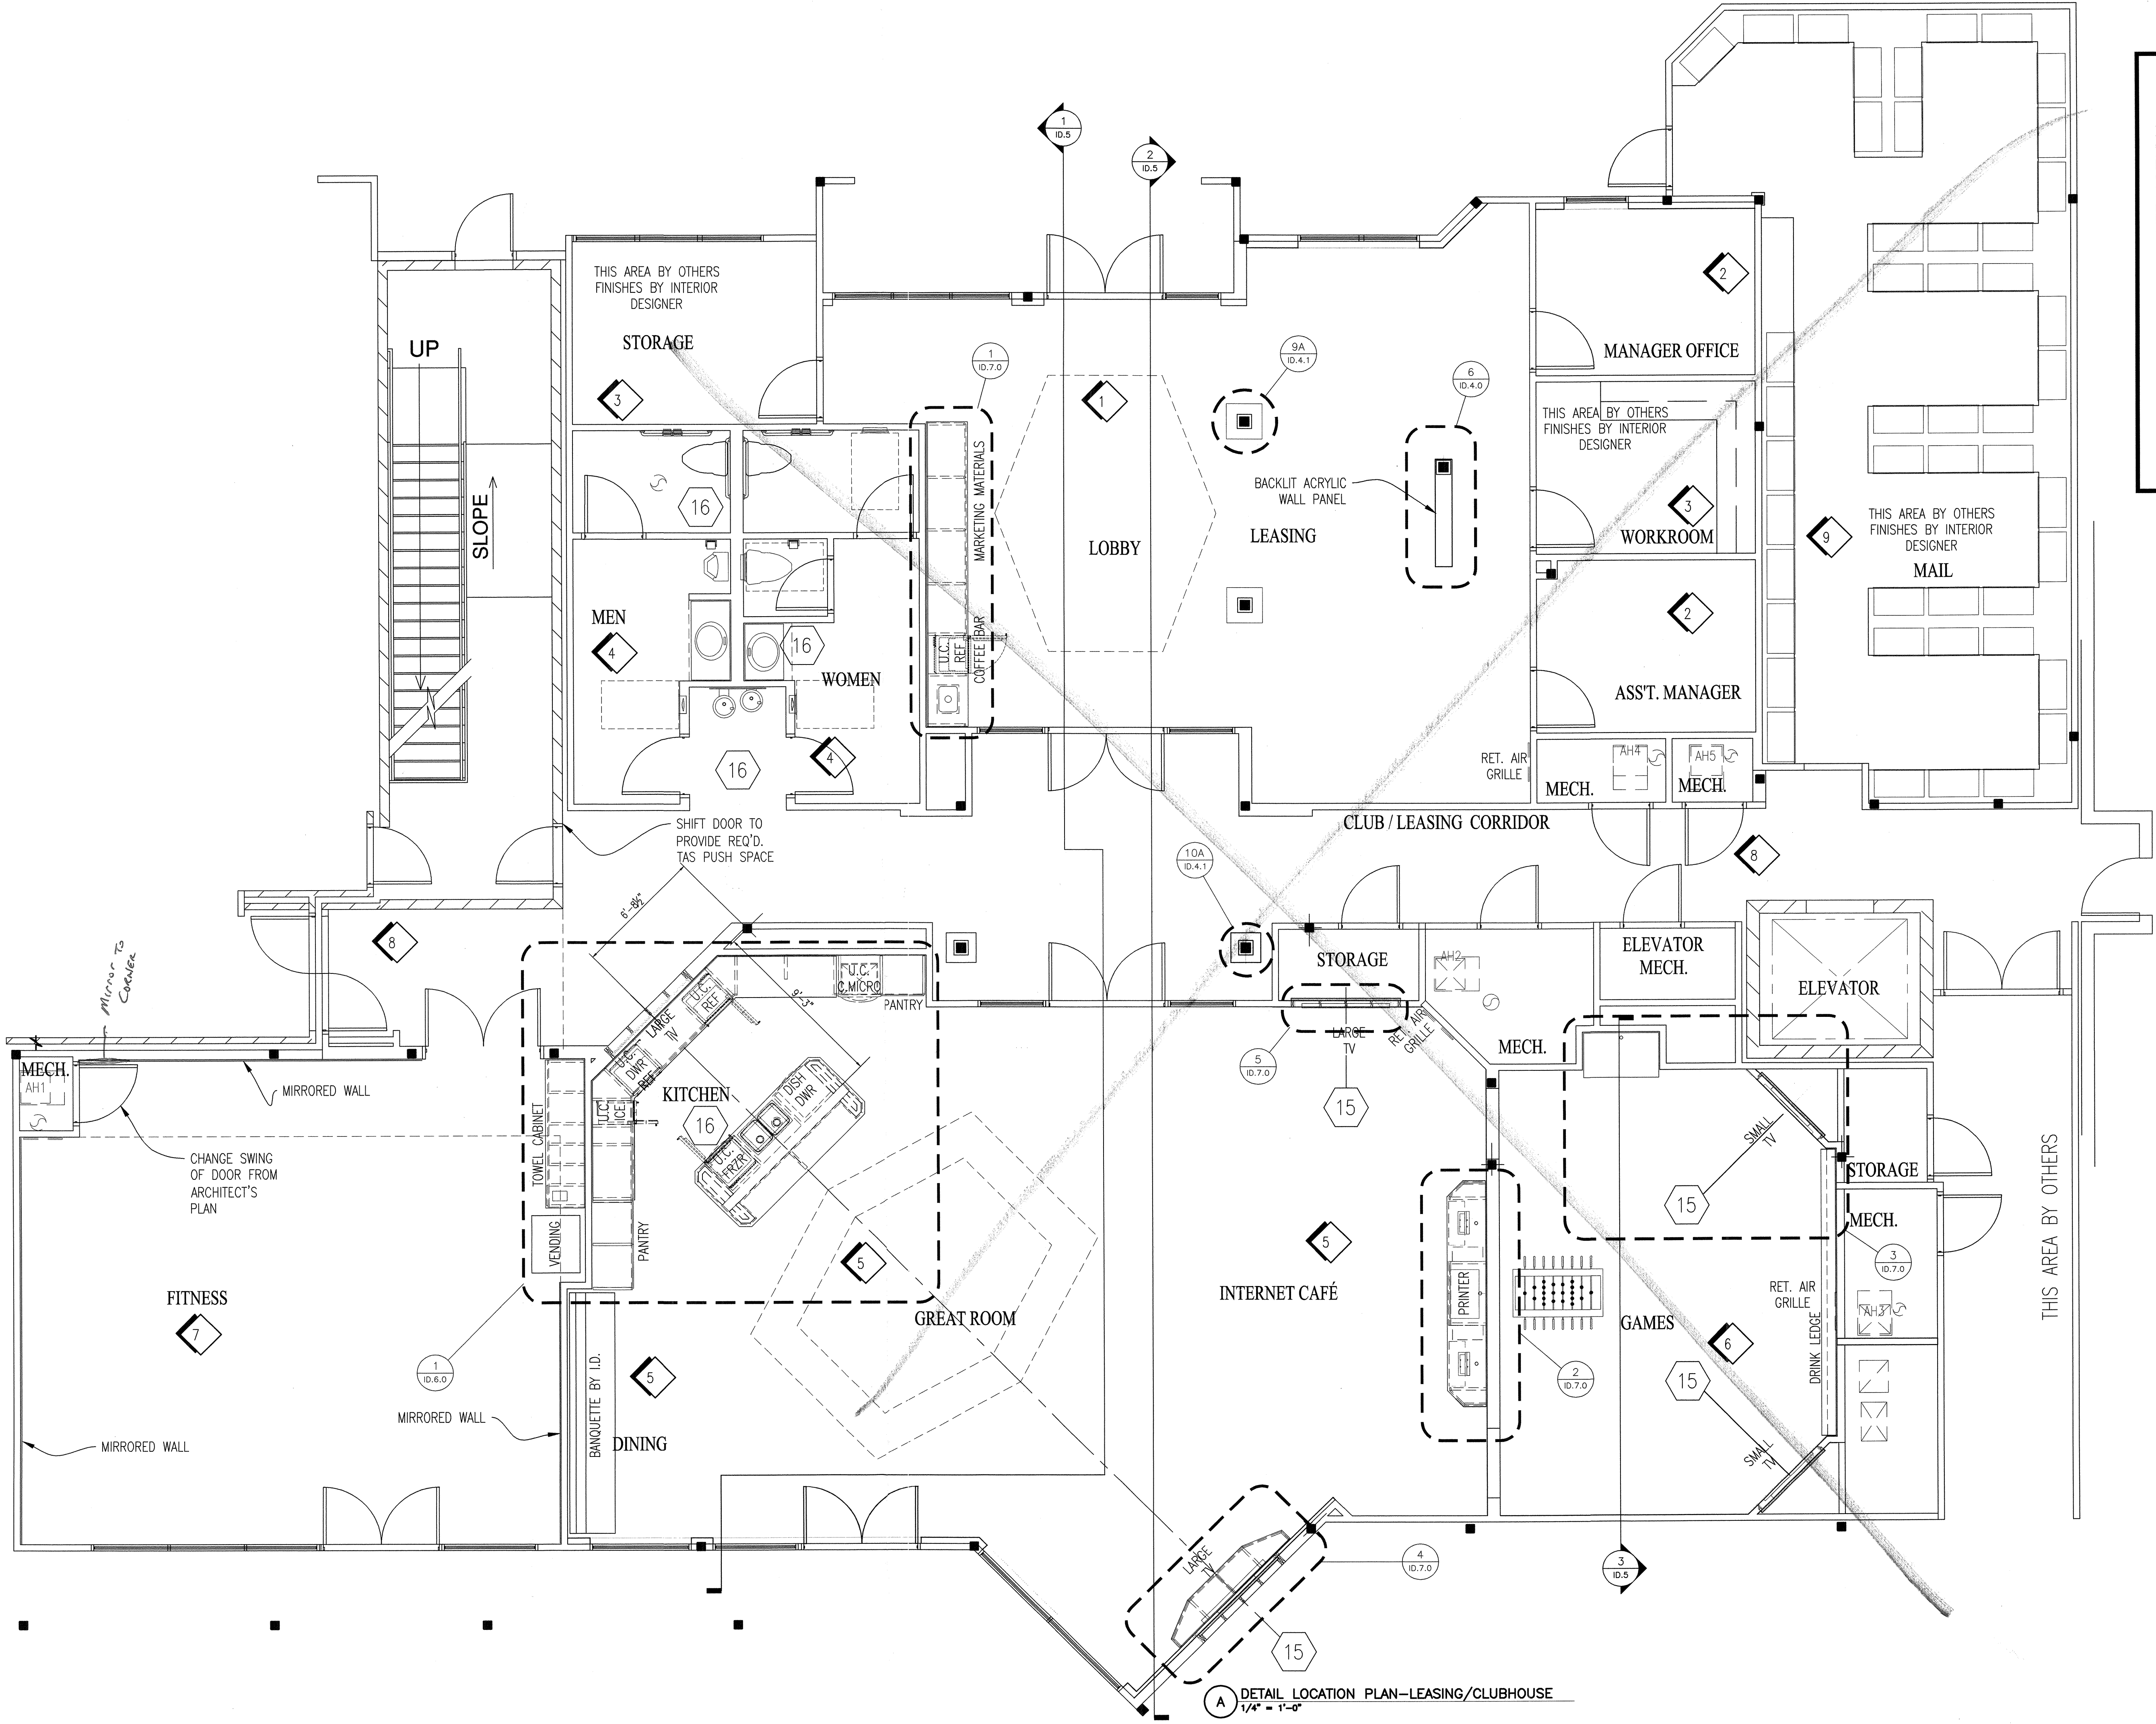 1
ID.5
2
ID.5
THIS AREA BY OTHERS
FINISHES BY INTERIOR
DESIGNER
STORAGE
3
UP
SLOPE
1
ID.7.0
1
9A
ID.4.1
6
ID.4.0
2
MANAGER OFFICE
THIS AREA BY OTHERS
FINISHES BY INTERIOR
DESIGNER
3
WORKROOM
BACKLIT ACRYLIC
WALL PANEL
LEASING
LOBBY
MARKETING MATERIALS
COFFEE BAR
U.C.
REF
16
MEN
4
16
WOMEN
4
16
9
THIS AREA BY OTHERS
FINISHES BY INTERIOR
DESIGNER
MAIL
2
ASS'T. MANAGER
RET. AIR
GRILLE
AH4
MECH.
AH5
MECH.
SHIFT DOOR TO
PROVIDE REQ'D.
TAS PUSH SPACE
CLUB / LEASING CORRIDOR
8
10A
ID.4.1
6'-8½"
9'-3"
8
Mirror To
Corner
STORAGE
AH2
ELEVATOR
MECH.
ELEVATOR
U.C.
C.MICRO
PANTRY
U.C.
REF
LARGE
TV
U.C.
DWR
REF
U.C.
ICE
KITCHEN
16
DISH
DWR
U.C.
FRZR
LARGE
TV
RET. AIR
GRILLE
MECH.
5
ID.7.0
15
MECH.
AH1
MIRRORED WALL
CHANGE SWING
OF DOOR FROM
ARCHITECT'S
PLAN
TOWEL CABINET
VENDING
PANTRY
SMALL
TV
15
STORAGE
MECH.
3
ID.7.0
THIS AREA BY OTHERS
5
5
INTERNET CAFÉ
PRINTER
GREAT ROOM
FITNESS
7
1
ID.6.0
2
ID.7.0
GAMES
6
RET. AIR
GRILLE
DRINK LEDGE
AH3
15
SMALL
TV
BANQUETTE BY I.D.
5
DINING
MIRRORED WALL
MIRRORED WALL
LARGE
TV
4
ID.7.0
3
ID.5
15
A
DETAIL LOCATION PLAN-LEASING/CLUBHOUSE
1/4" = 1'-0"